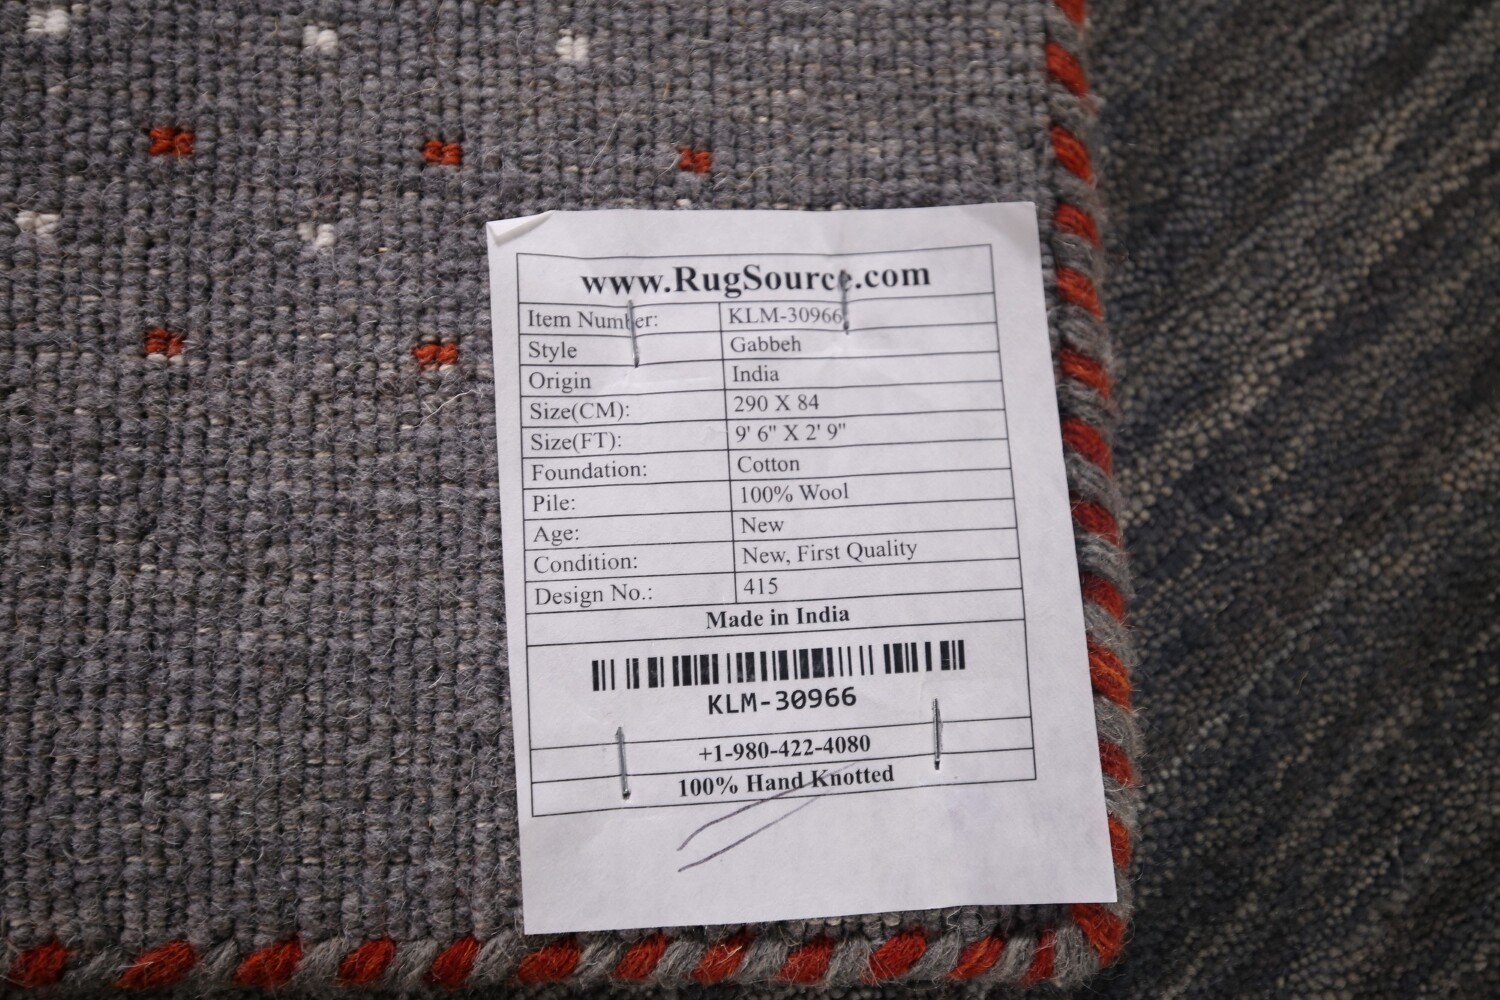 www.RugSource.com
Item Number: KLM-30966
Style Gabbeh
Origin India
Size(CM): 290 X 84
Size(FT): 9' 6" X 2' 9"
Foundation: Cotton
Pile: 100% Wool
Age: New
Condition: New, First Quality
Design No.: 415
Made in India
KLM-30966
+1-980-422-4080
100% Hand Knotted